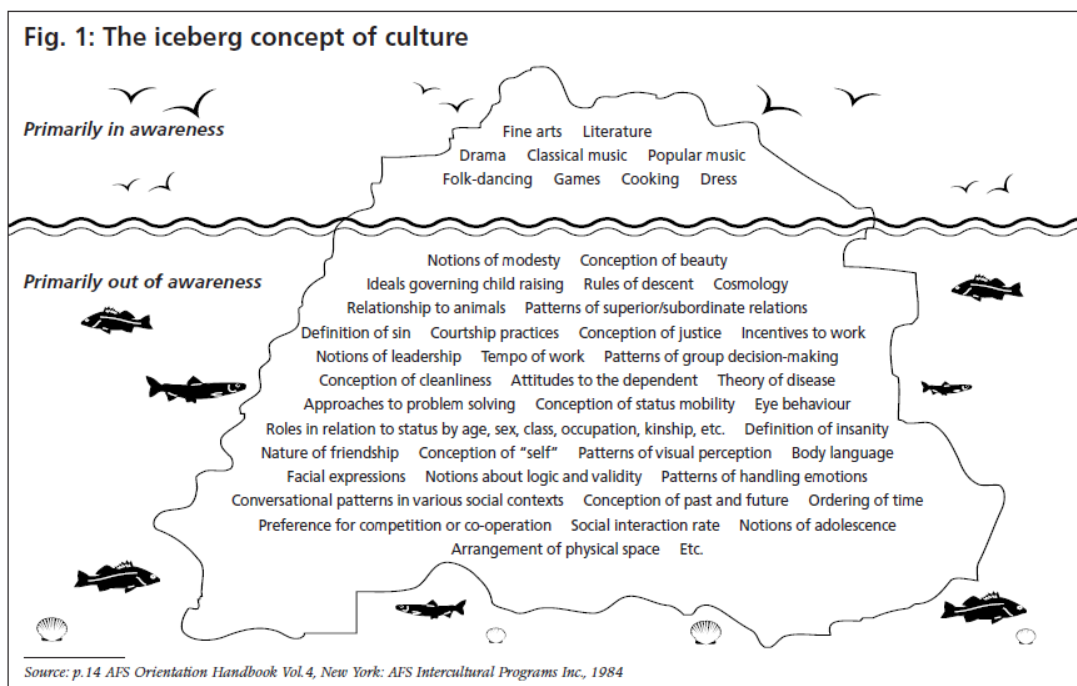 Fig. 1: The iceberg concept of culture
Primarily in awareness
Fine arts Literature
Drama Classical music Popular music
Folk-dancing Games Cooking Dress
Primarily out of awareness
Notions of modesty Conception of beauty
Ideals governing child raising Rules of descent Cosmology
Relationship to animals Patterns of superior/subordinate relations
Definition of sin Courtship practices Conception of justice Incentives to work
Notions of leadership Tempo of work Patterns of group decision-making
Conception of cleanliness Attitudes to the dependent Theory of disease
Approaches to problem solving Conception of status mobility Eye behaviour
Roles in relation to status by age, sex, class, occupation, kinship, etc. Definition of insanity
Nature of friendship Conception of “self” Patterns of visual perception Body language
Facial expressions Notions about logic and validity Patterns of handling emotions
Conversational patterns in various social contexts Conception of past and future Ordering of time
Preference for competition or co-operation Social interaction rate Notions of adolescence
Arrangement of physical space Etc.
Source: p.14 AFS Orientation Handbook Vol.4, New York: AFS Intercultural Programs Inc., 1984